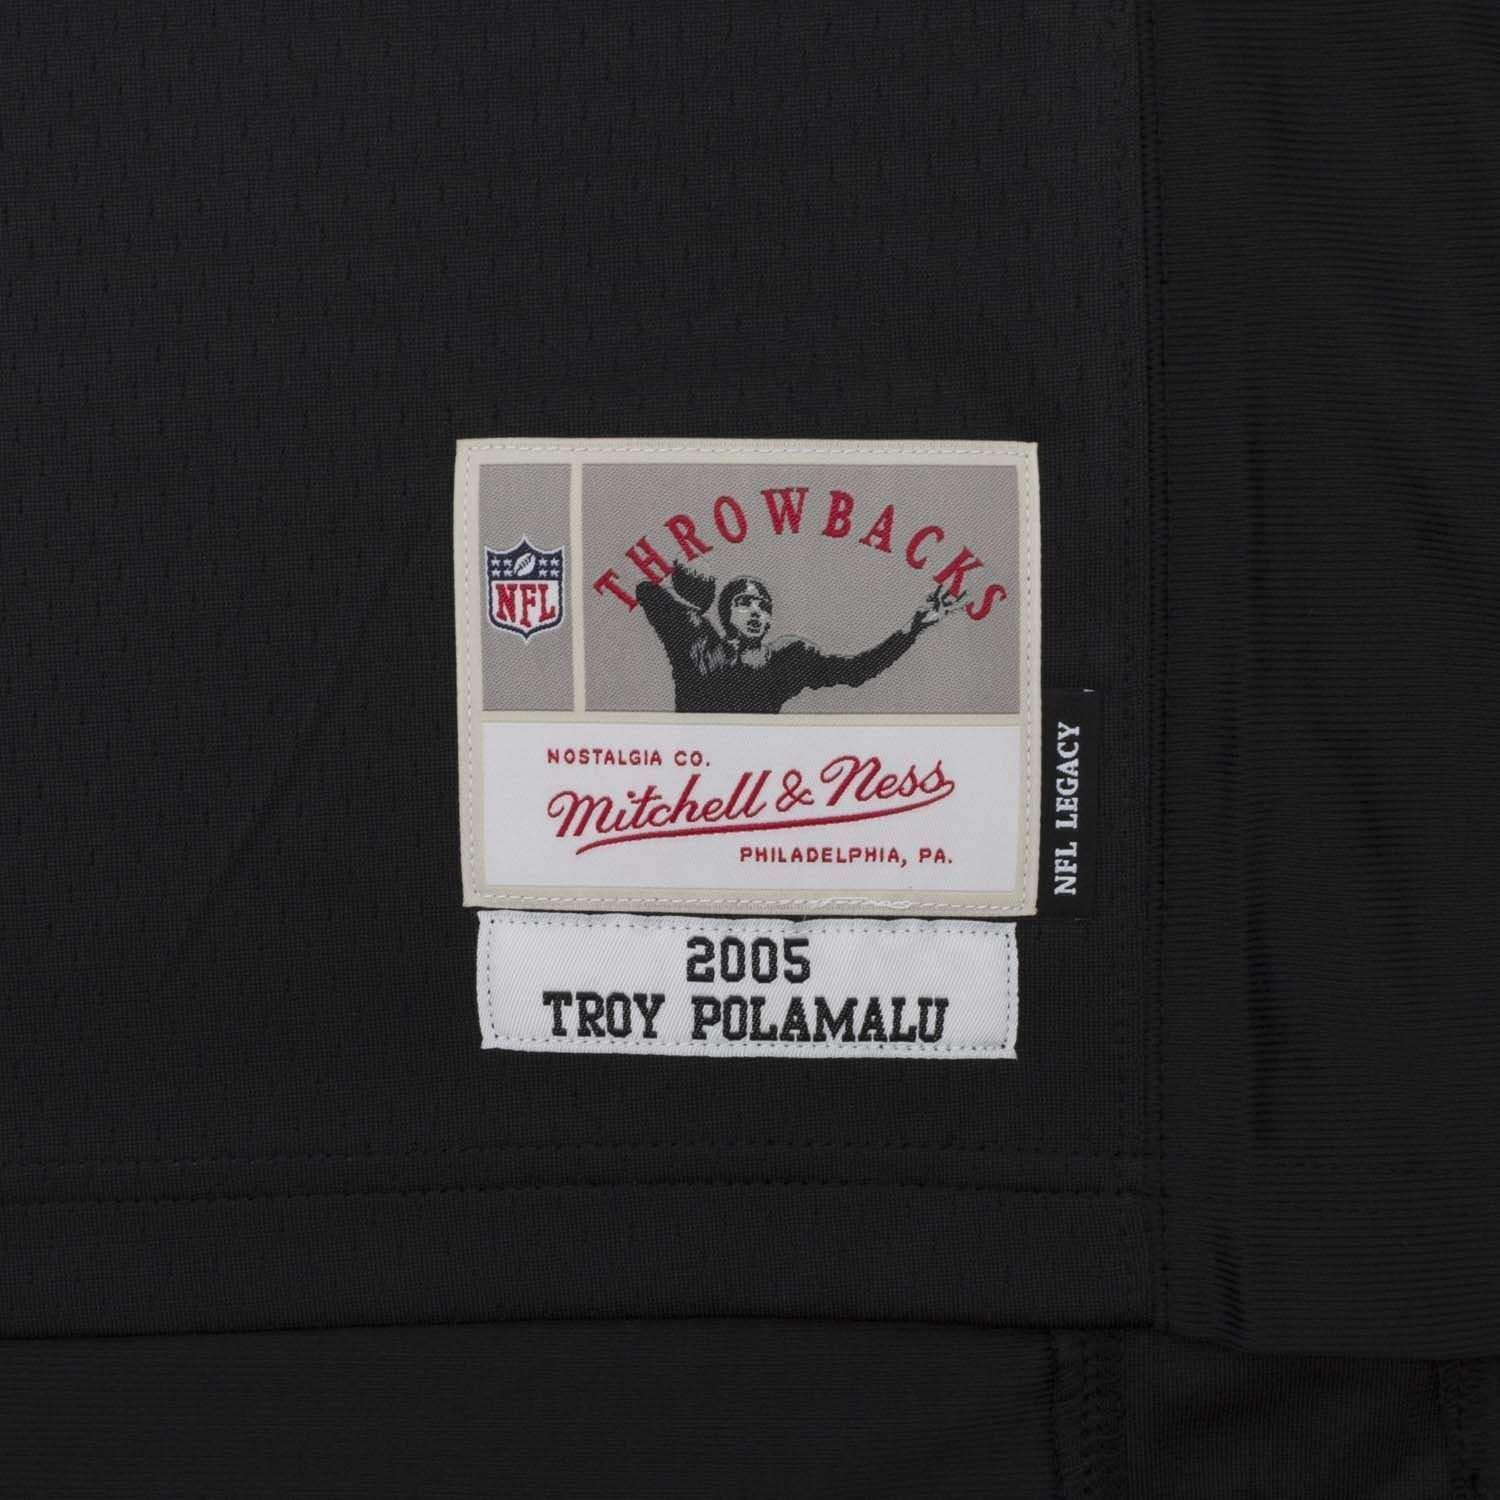 THROWBACKS
NFL
NOSTALGIA CO.
Mitchell & Ness
PHILADELPHIA, PA.
NFL LEGACY
2005
TROY POLAMALU